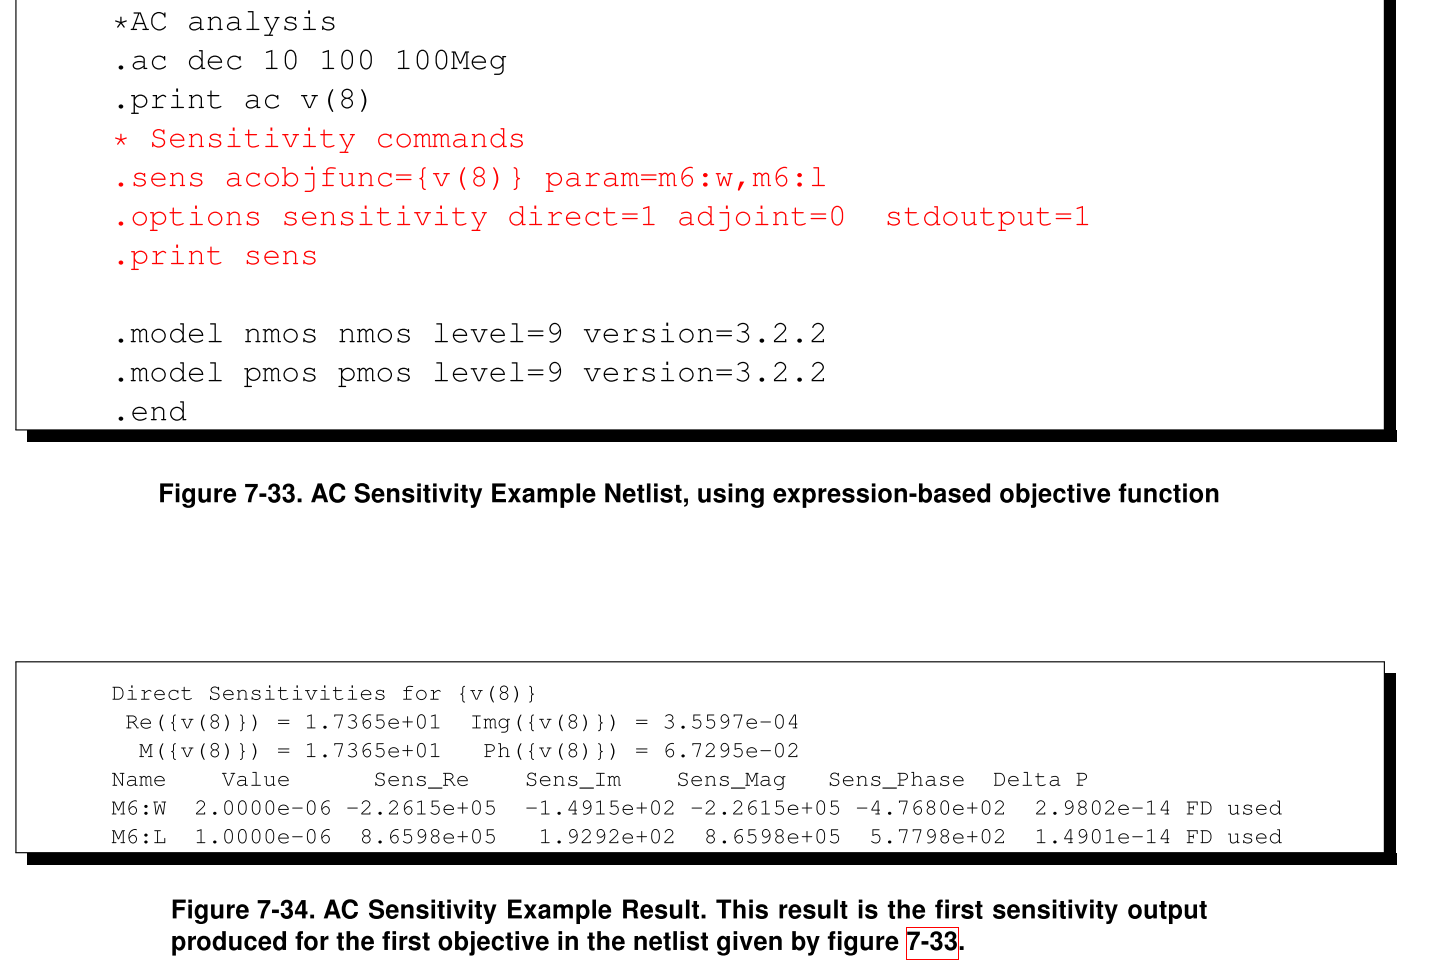 *AC analysis
.ac dec 10 100 100Meg
.print ac v(8)
* Sensitivity commands
.sens acobjfunc={v(8)} param=m6:w,m6:l
.options sensitivity direct=1 adjoint=0  stdoutput=1
.print sens
.model nmos nmos level=9 version=3.2.2
.model pmos pmos level=9 version=3.2.2
.end
Figure 7-33. AC Sensitivity Example Netlist, using expression-based objective function
Direct Sensitivities for {v(8)}
Re({v(8)}) = 1.7365e+01  Img({v(8)}) = 3.5597e-04
M({v(8)}) = 1.7365e+01   Ph({v(8)}) = 6.7295e-02
Name    Value      Sens_Re    Sens_Im    Sens_Mag   Sens_Phase  Delta P
M6:W  2.0000e-06 -2.2615e+05  -1.4915e+02 -2.2615e+05 -4.7680e+02  2.9802e-14 FD used
M6:L  1.0000e-06  8.6598e+05   1.9292e+02  8.6598e+05  5.7798e+02  1.4901e-14 FD used
Figure 7-34. AC Sensitivity Example Result. This result is the first sensitivity output
produced for the first objective in the netlist given by figure 7-33.